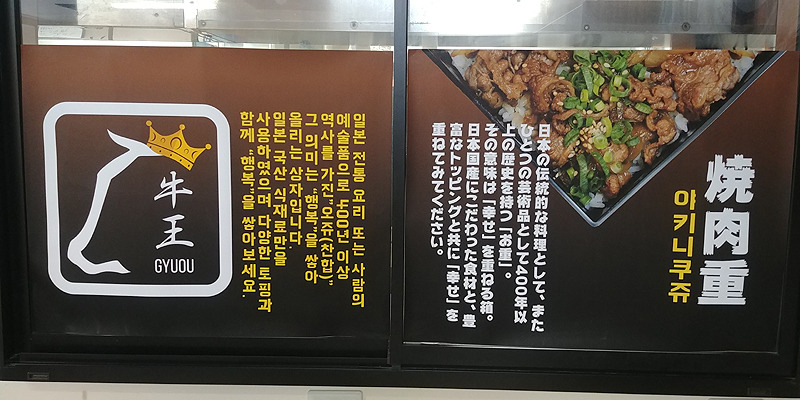 焼肉重
야키니쿠쥬
日本の伝統的な料理として、また
ひとつの芸術品として400年以
上の歴史を持つ「お重」。
その意味は「幸せ」を重ねる箱。
日本国産にこだわった食材と、豊
富なトッピングと共に「幸せ」を
重ねてみてください。
일본 전통 요리 또는 사람의
예술품으로 400년 이상
역사를 가진"오쥬(찬합)"
그 의미는 "행복"을 쌓아
올리는 상자입니다
일본 국산 식재료만을
사용하였으며 다양한 토핑과
함께 "행복"을 쌓아보세요.
牛王
GYUOU